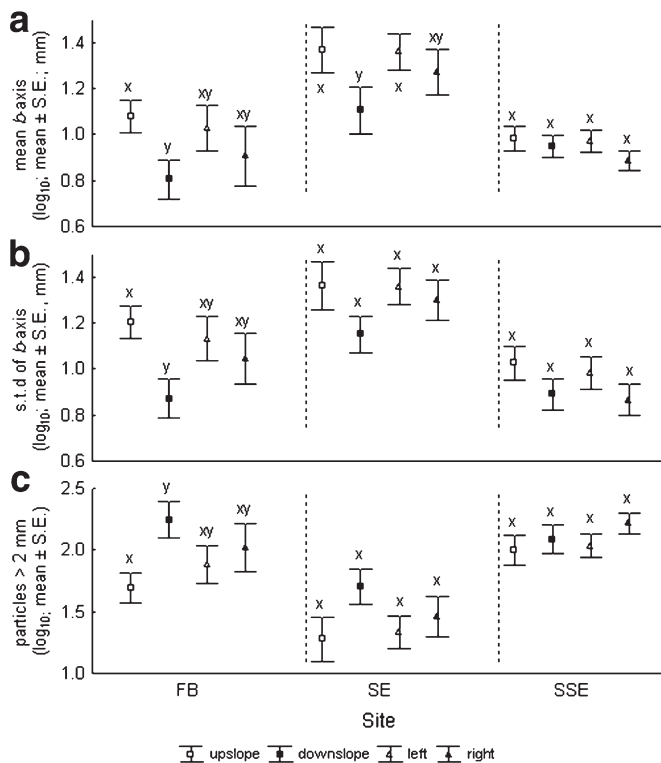 a
mean b-axis
(log10; mean ± S.E.; mm)
1.4
1.2
1.0
0.8
0.6
x
y
xy
xy
x
y
x
xy
x
x
x
x
b
s.t.d of b-axis
(log10; mean ± S.E.; mm)
1.4
1.2
1.0
0.8
0.6
x
y
xy
xy
x
x
x
x
x
x
x
x
c
particles > 2 mm
(log10; mean ± S.E.)
2.5
2.0
1.5
1.0
x
y
xy
xy
x
x
x
x
x
x
x
x
FB SE SSE
Site
upslope downslope left right